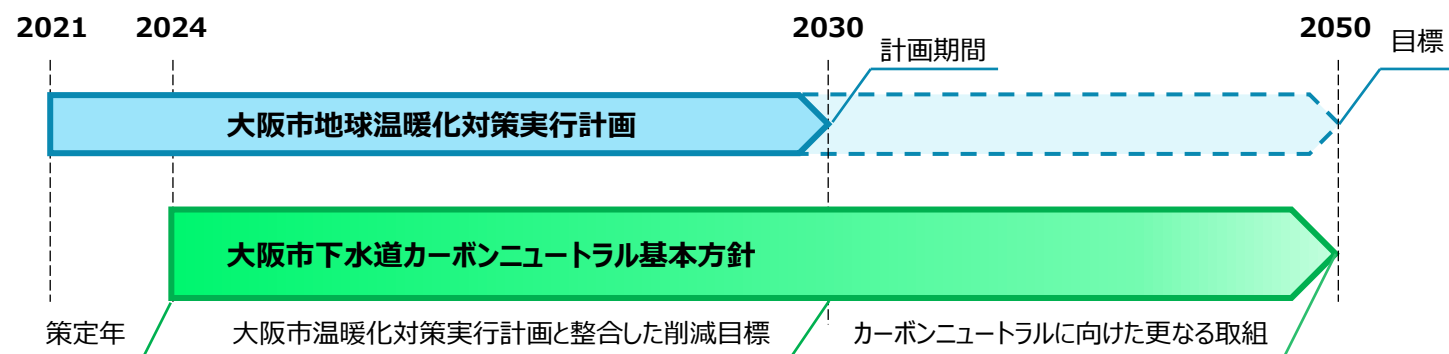 2021
2024
2030
2050
計画期間
目標
大阪市地球温暖化対策実行計画
大阪市下水道カーボンニュートラル基本方針
策定年
大阪市温暖化対策実行計画と整合した削減目標
カーボンニュートラルに向けた更なる取組